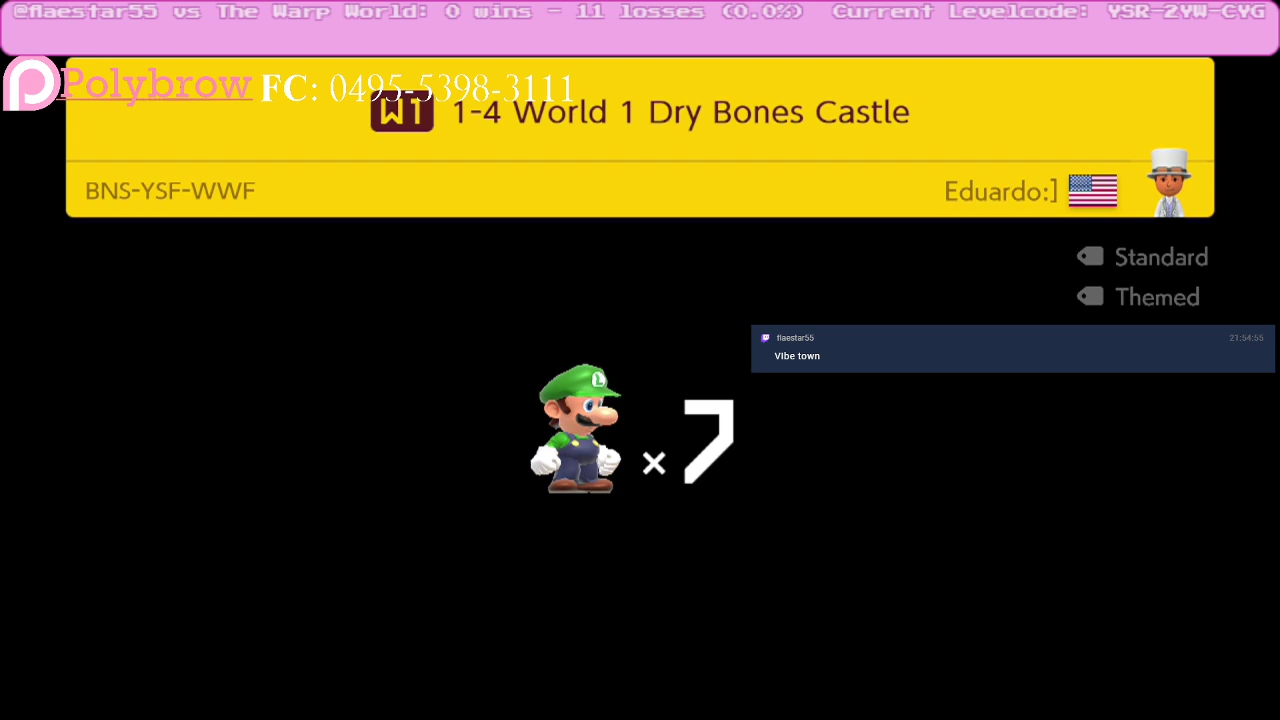 @flaestar55 vs The Warp World: 0 wins - 11 losses (0.0%) Current Levelcode: YSR-2YW-CYG
Polybrow FC: 0495-5398-3111
W1 1-4 World 1 Dry Bones Castle
BNS-YSF-WWF
Eduardo:]
Standard
Themed
flaestar55 21:54:55
VIbe town
L
× 7